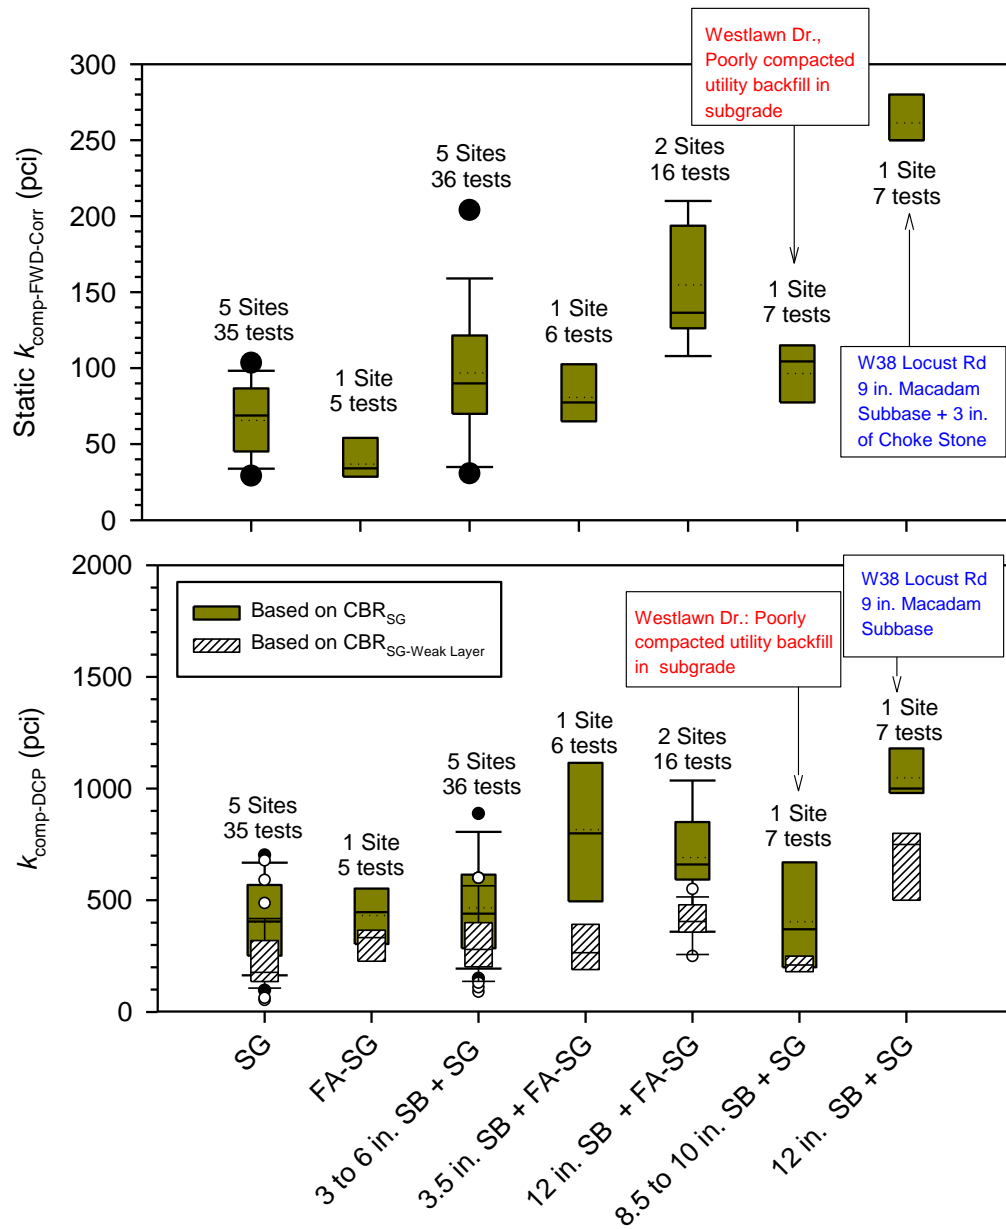 Westlawn Dr.,
Poorly compacted
utility backfill in
subgrade
Static kcomp-FWD-Corr (pci)
300
250
200
150
100
50
0
5 Sites
35 tests
1 Site
5 tests
5 Sites
36 tests
1 Site
6 tests
2 Sites
16 tests
1 Site
7 tests
1 Site
7 tests
W38 Locust Rd
9 in. Macadam
Subbase + 3 in.
of Choke Stone
kcomp-DCP (pci)
2000
1500
1000
500
0
Based on CBRSG
Based on CBRSG-Weak Layer
Westlawn Dr.: Poorly
compacted utility backfill
in subgrade
W38 Locust Rd
9 in. Macadam
Subbase
5 Sites
35 tests
1 Site
5 tests
5 Sites
36 tests
1 Site
6 tests
2 Sites
16 tests
1 Site
7 tests
1 Site
7 tests
SG
FA-SG
3 to 6 in. SB + SG
3.5 in. SB + FA-SG
12 in. SB + FA-SG
8.5 to 10 in. SB + SG
12 in. SB + SG